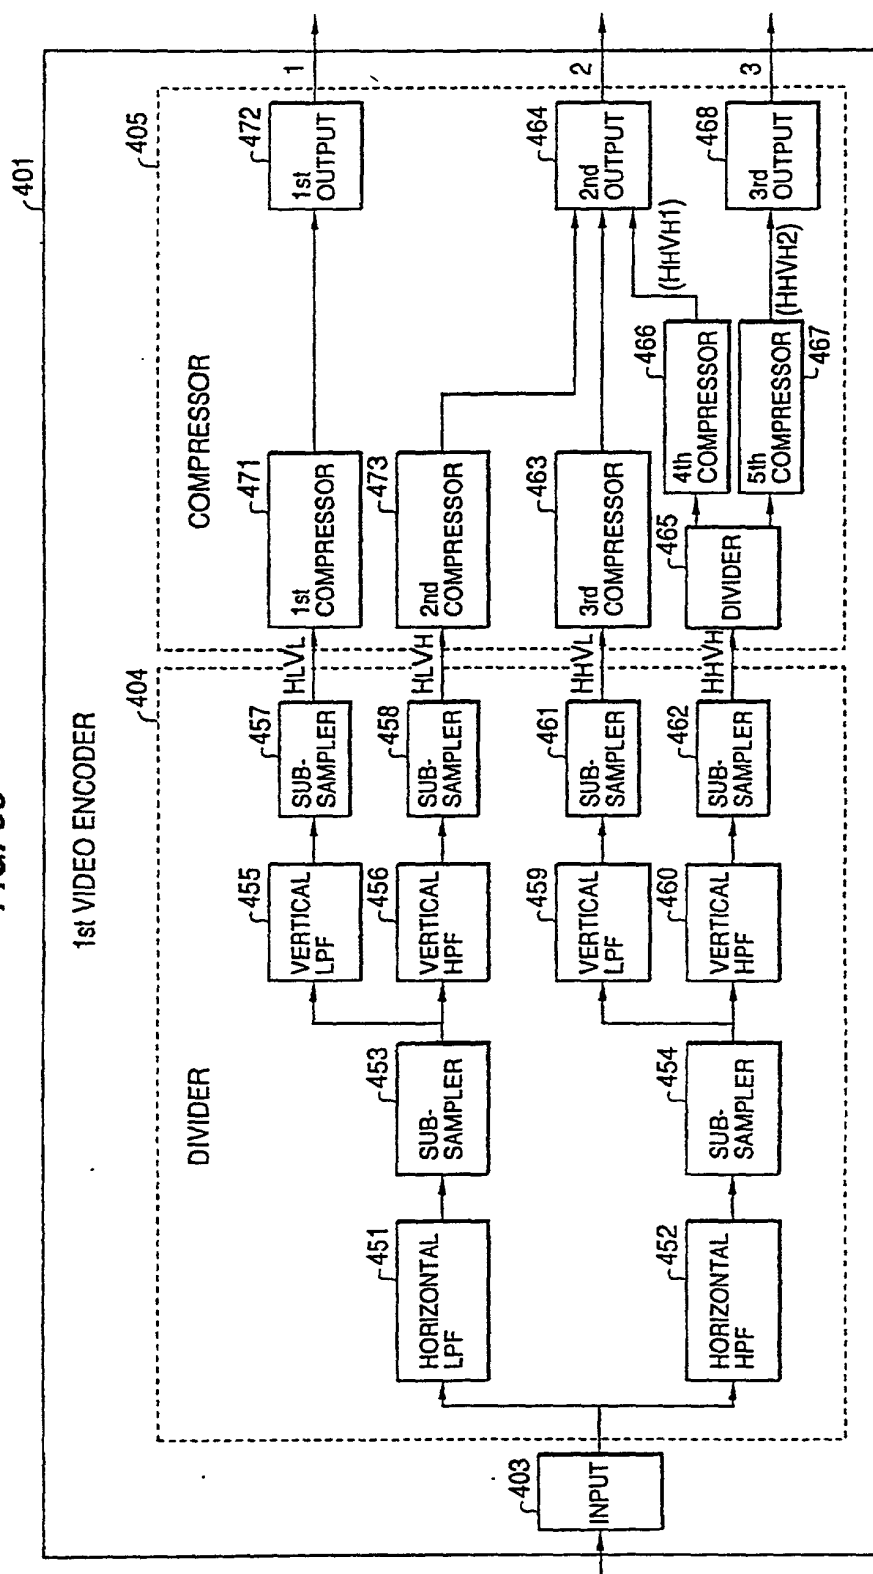 1st VIDEO ENCODER
401
DIVIDER
404
COMPRESSOR
405
403
INPUT
451
HORIZONTAL
LPF
453
SUB-
SAMPLER
455
VERTICAL
LPF
457
SUB-
SAMPLER
HLVL
471
1st
COMPRESSOR
472
1st
OUTPUT
1
456
VERTICAL
HPF
458
SUB-
SAMPLER
HLVH
473
2nd
COMPRESSOR
452
HORIZONTAL
HPF
454
SUB-
SAMPLER
459
VERTICAL
LPF
461
SUB-
SAMPLER
HHVL
463
3rd
COMPRESSOR
464
2nd
OUTPUT
2
460
VERTICAL
HPF
462
SUB-
SAMPLER
HHVH
465
DIVIDER
466
4th
COMPRESSOR
(HHVH1)
5th
COMPRESSOR
467
(HHVH2)
468
3rd
OUTPUT
3